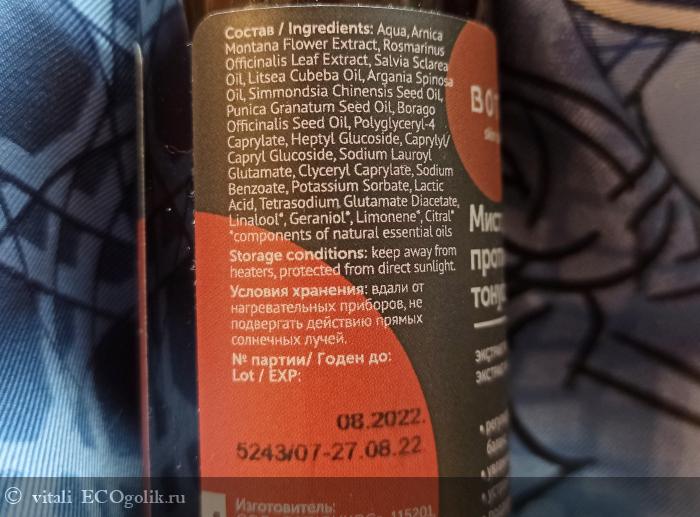 Состав / Ingredients: Aqua, Arnica
Montana Flower Extract, Rosmarinus
Officinalis Leaf Extract, Salvia Sclarea
Oil, Litsea Cubeba Oil, Argania Spinosa
Oil, Simmondsia Chinensis Seed Oil,
Punica Granatum Seed Oil, Borago
Officinalis Seed Oil, Polyglyceryl-4
Caprylate, Heptyl Glucoside, Caprylyl/
Capryl Glucoside, Sodium Lauroyl
Glutamate, Glyceryl Caprylate, Sodium
Benzoate, Potassium Sorbate, Lactic
Acid, Tetrasodium Glutamate Diacetate,
Linalool*, Geraniol*, Limonene*, Citral*
*components of natural essential oils
Storage conditions: keep away from
heaters, protected from direct sunlight.
Условия хранения: вдали от
нагревательных приборов, не
подвергать действию прямых
солнечных лучей.
№ партии/ Годен до:
Lot / EXP:
08.2022.
5243/07-27.08.22
Изготовитель:
115201,
BOT
Мист
тону
© vitali ECOgolik.ru